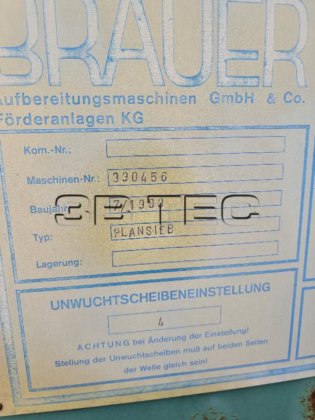 BRAUER
Aufbereitungsmaschinen GmbH & Co.
Förderanlagen KG
Kom.-Nr.:
Maschinen-Nr.: 390456
3E TEC
Baujahr:
Typ: PLANSIEB
Lagerung:
UNWUCHTSCHEIBENEINSTELLUNG
4
ACHTUNG bei Änderung der Einstellung!
Stellung der Unwuchtscheiben muß auf beiden Seiten
der Welle gleich sein!